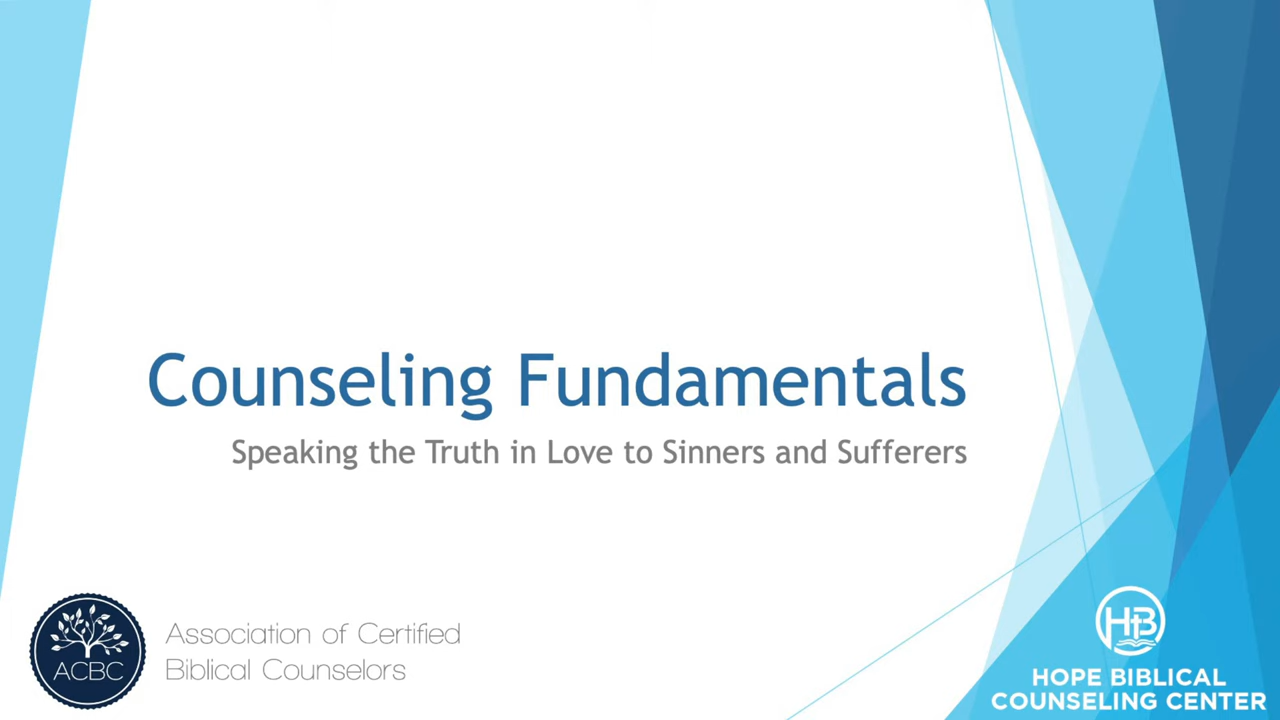 Counseling Fundamentals
Speaking the Truth in Love to Sinners and Sufferers
ACBC
Association of Certified
Biblical Counselors
HB
HOPE BIBLICAL
COUNSELING CENTER